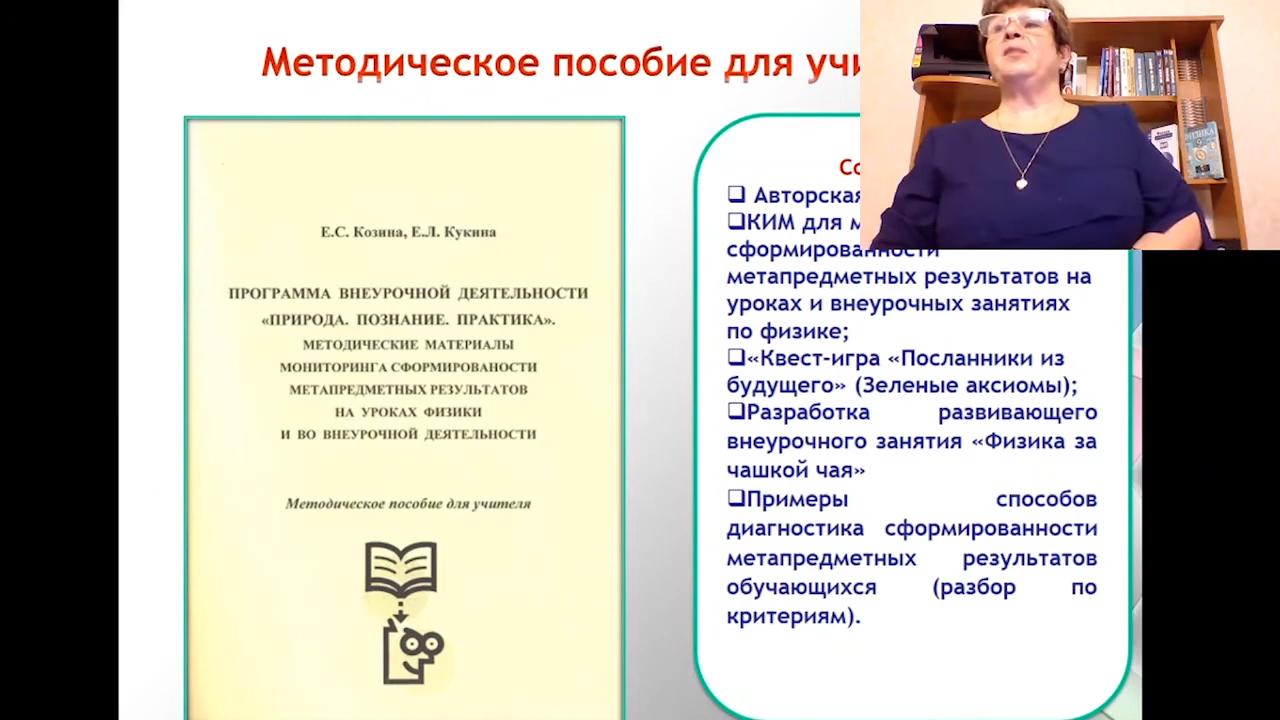 Методическое пособие для
Е.С. Козина, Е.Л. Кукина
ПРОГРАММА ВНЕУРОЧНОЙ ДЕЯТЕЛЬНОСТИ
«ПРИРОДА. ПОЗНАНИЕ. ПРАКТИКА».
МЕТОДИЧЕСКИЕ МАТЕРИАЛЫ
МОНИТОРИНГА СФОРМИРОВАНОСТИ
МЕТАПРЕДМЕТНЫХ РЕЗУЛЬТАТОВ
НА УРОКАХ ФИЗИКИ
И ВО ВНЕУРОЧНОЙ ДЕЯТЕЛЬНОСТИ
Методическое пособие для учителя
Авторская
КИМ для
сформированности
метапредметных результатов на
уроках и внеурочных занятиях
по физике;
«Квест-игра «Посланники из
будущего» (Зеленые аксиомы);
Разработка развивающего
внеурочного занятия «Физика за
чашкой чая»
Примеры способов
диагностика сформированности
метапредметных результатов
обучающихся (разбор по
критериям).
ФИЗИКА